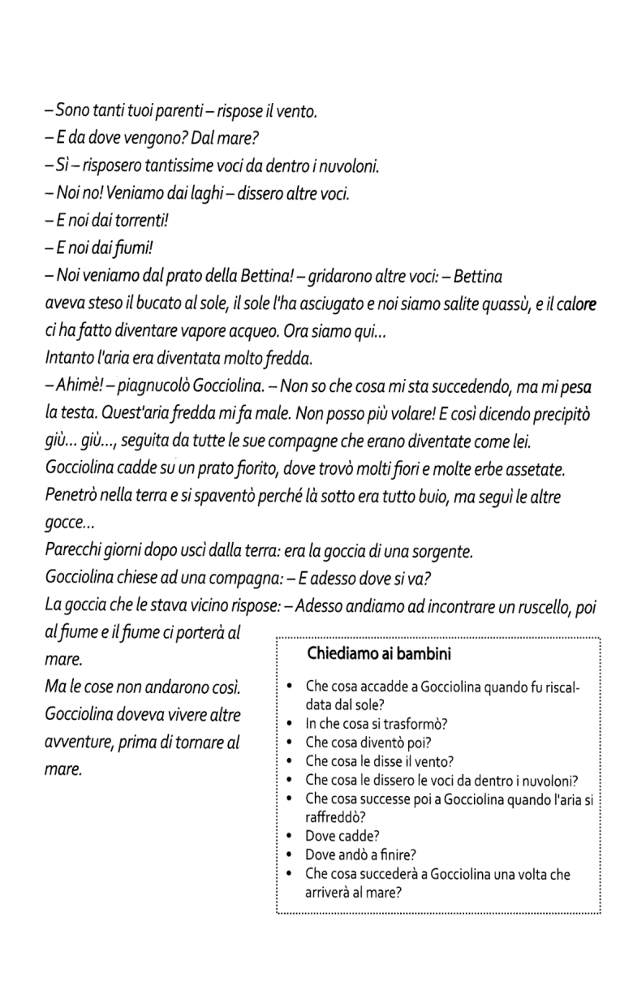 – Sono tanti tuoi parenti – rispose il vento.
– E da dove vengono? Dal mare?
– Sì – risposero tantissime voci da dentro i nuvoloni.
– Noi no! Veniamo dai laghi – dissero altre voci.
– E noi dai torrenti!
– E noi dai fiumi!
– Noi veniamo dal prato della Bettina! – gridarono altre voci: – Bettina
aveva steso il bucato al sole, il sole l'ha asciugato e noi siamo salite quassù, e il calore
ci ha fatto diventare vapore acqueo. Ora siamo qui...
Intanto l'aria era diventata molto fredda.
– Ahimè! – piagnucolò Gocciolina. – Non so che cosa mi sta succedendo, ma mi pesa
la testa. Quest'aria fredda mi fa male. Non posso più volare! E così dicendo precipitò
giù... giù..., seguita da tutte le sue compagne che erano diventate come lei.
Gocciolina cadde su un prato fiorito, dove trovò molti fiori e molte erbe assetate.
Penetrò nella terra e si spaventò perché là sotto era tutto buio, ma seguì le altre
gocce...
Parecchi giorni dopo uscì dalla terra: era la goccia di una sorgente.
Gocciolina chiese ad una compagna: – E adesso dove si va?
La goccia che le stava vicino rispose: – Adesso andiamo ad incontrare un ruscello, poi
al fiume e il fiume ci porterà al
mare.
Ma le cose non andarono così.
Gocciolina doveva vivere altre
avventure, prima di tornare al
mare.
Chiediamo ai bambini
• Che cosa accadde a Gocciolina quando fu riscal-
data dal sole?
• In che cosa si trasformò?
• Che cosa diventò poi?
• Che cosa le disse il vento?
• Che cosa le dissero le voci da dentro i nuvoloni?
• Che cosa successe poi a Gocciolina quando l'aria si
raffreddò?
• Dove cadde?
• Dove andò a finire?
• Che cosa succederà a Gocciolina una volta che
arriverà al mare?